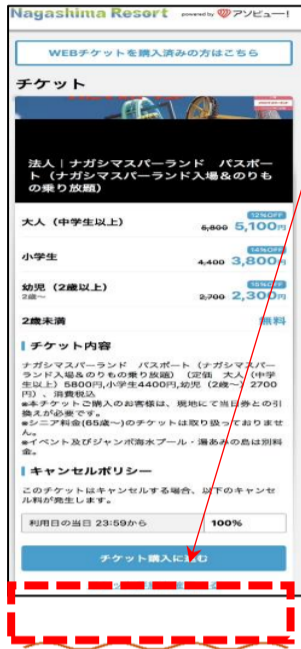 Nagashima Resort powered by アソビュー!
WEBチケットを購入済みの方はこちら
チケット
法人｜ナガシマスパーランド パスポー
ト（ナガシマスパーランド入場&のりも
の乗り放題）
大人（中学生以上）
12%OFF
5,800 5,100円
小学生
14%OFF
4,400 3,800円
幼児（2歳以上）
2歳〜
2,700 2,300円
2歳未満 無料
チケット内容
ナガシマスパーランド パスポート（ナガシマスパー
ランド入場&のりもの乗り放題）（定価 大人（中学
生以上）5800円,小学生4400円,幼児（2歳〜）2700
円）、消費税込
※本チケットご購入のお客様は、現地にて当日券との引
換えが必要です。
※シニア料金(65歳〜)のチケットは取り扱っておりませ
ん。
※イベント及びジャンボ海水プール・湯あみの島は別料
金。
キャンセルポリシー
このチケットはキャンセルする場合、以下のキャンセ
ル料が発生します。
利用日の当日 23:59から 100%
チケット購入に進む